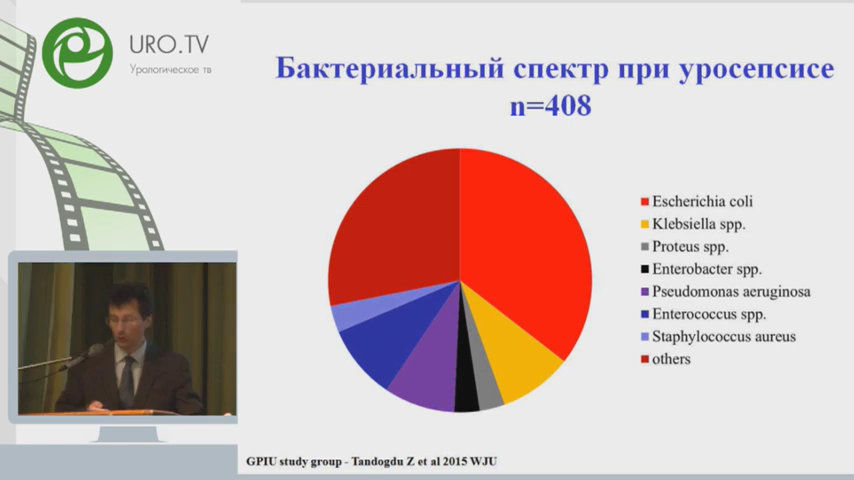 URO.TV
Урологическое тв
Бактериальный спектр при уросепсисе
n=408
Escherichia coli
Klebsiella spp.
Proteus spp.
Enterobacter spp.
Pseudomonas aeruginosa
Enterococcus spp.
Staphylococcus aureus
others
GPIU study group - Tandogdu Z et al 2015 WJU